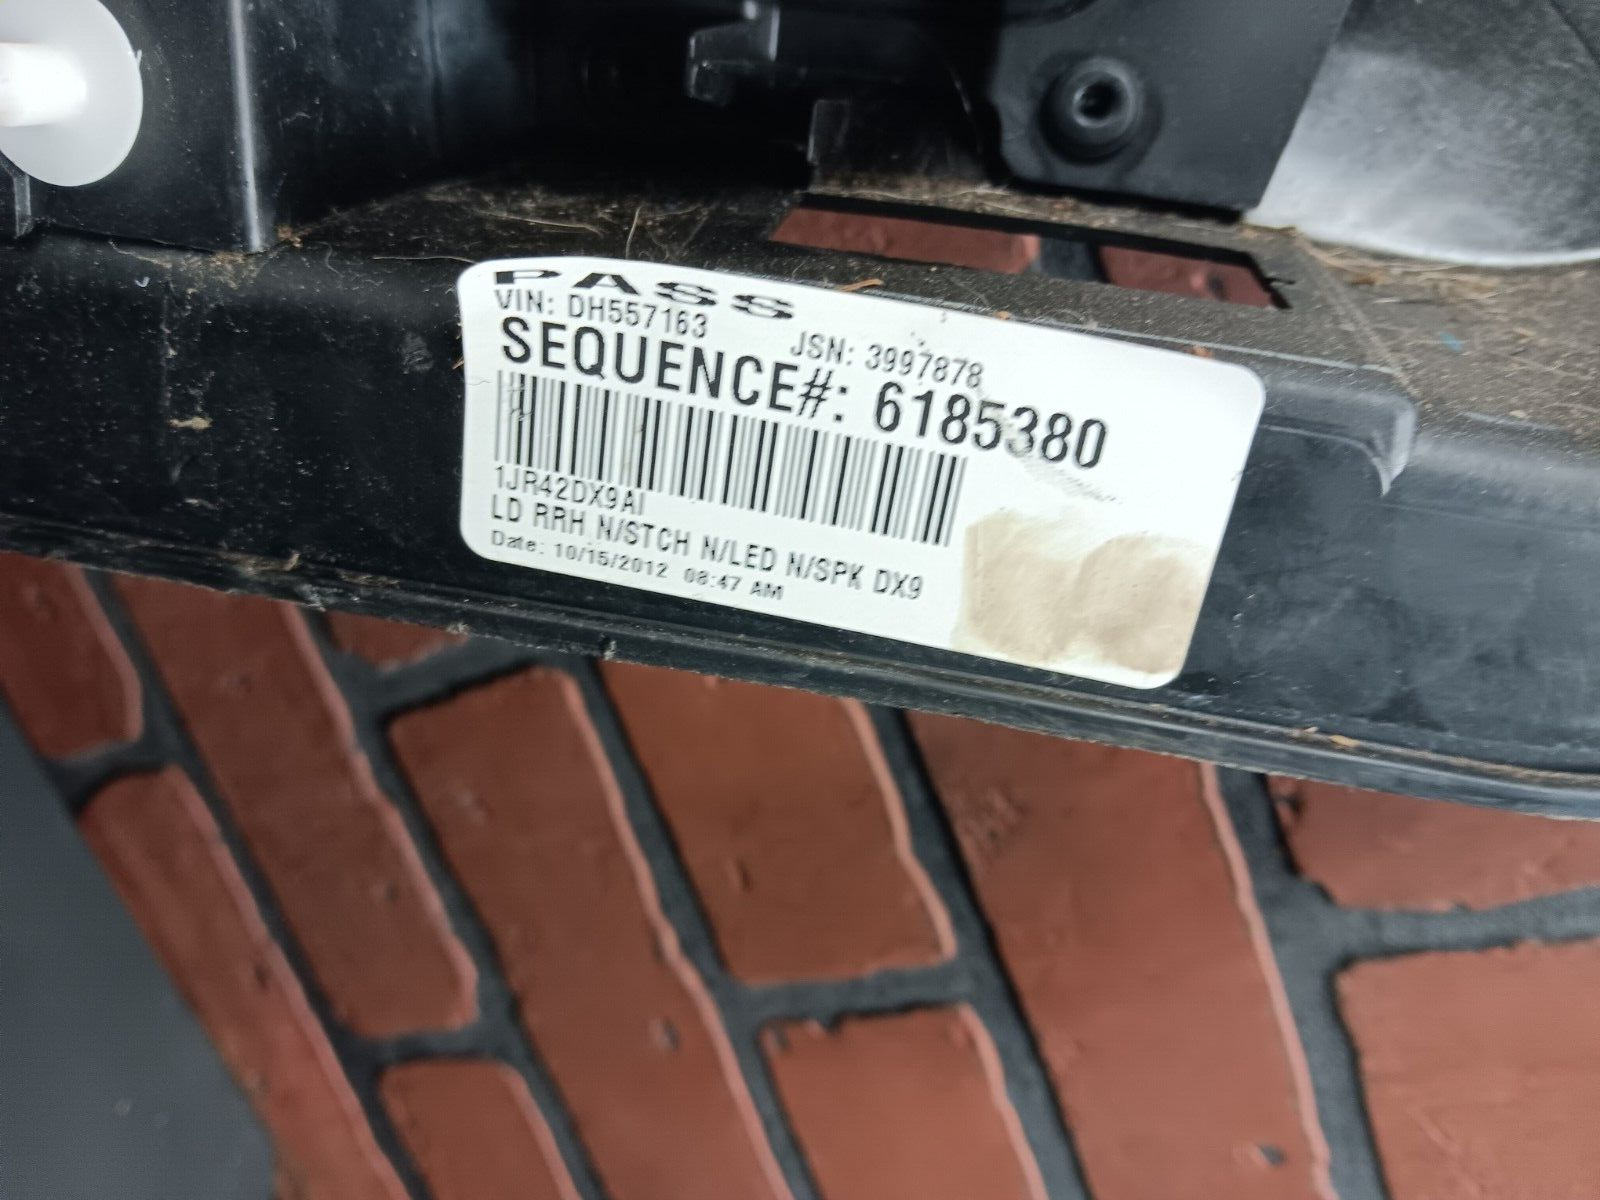 PASS
VIN: DH557163
JSN: 3997878
SEQUENCE#: 6185380
1JR42DX9AI
LD RRH N/STCH N/LED N/SPK DX9
Date: 10/15/2012 08:47 AM